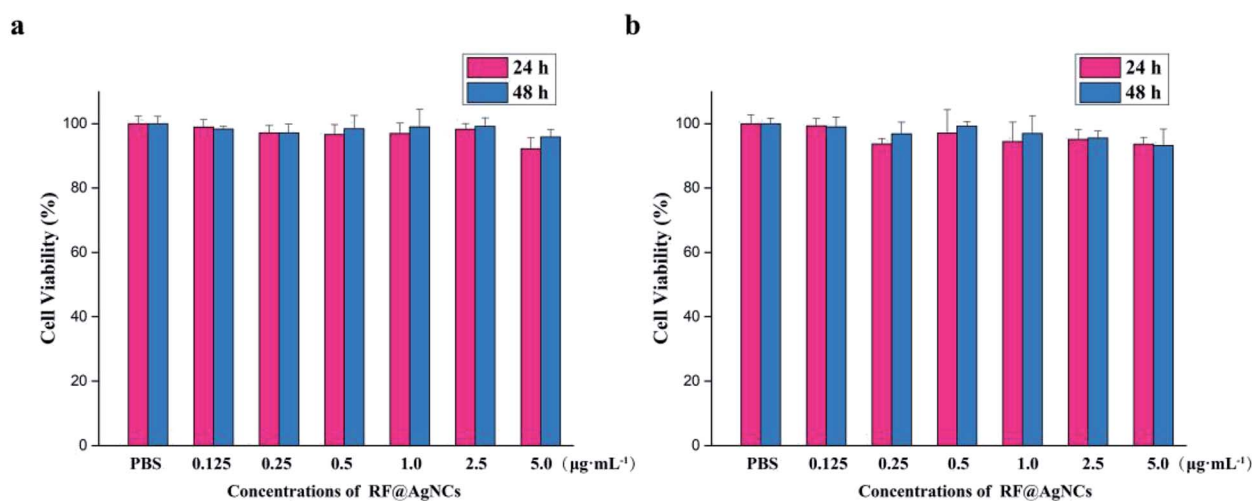 a
24 h
48 h
Cell Viability (%)
100
80
60
40
20
0
PBS 0.125 0.25 0.5 1.0 2.5 5.0 (μg·mL⁻¹)
Concentrations of RF@AgNCs
b
24 h
48 h
Cell Viability (%)
100
80
60
40
20
0
PBS 0.125 0.25 0.5 1.0 2.5 5.0 (μg·mL⁻¹)
Concentrations of RF@AgNCs